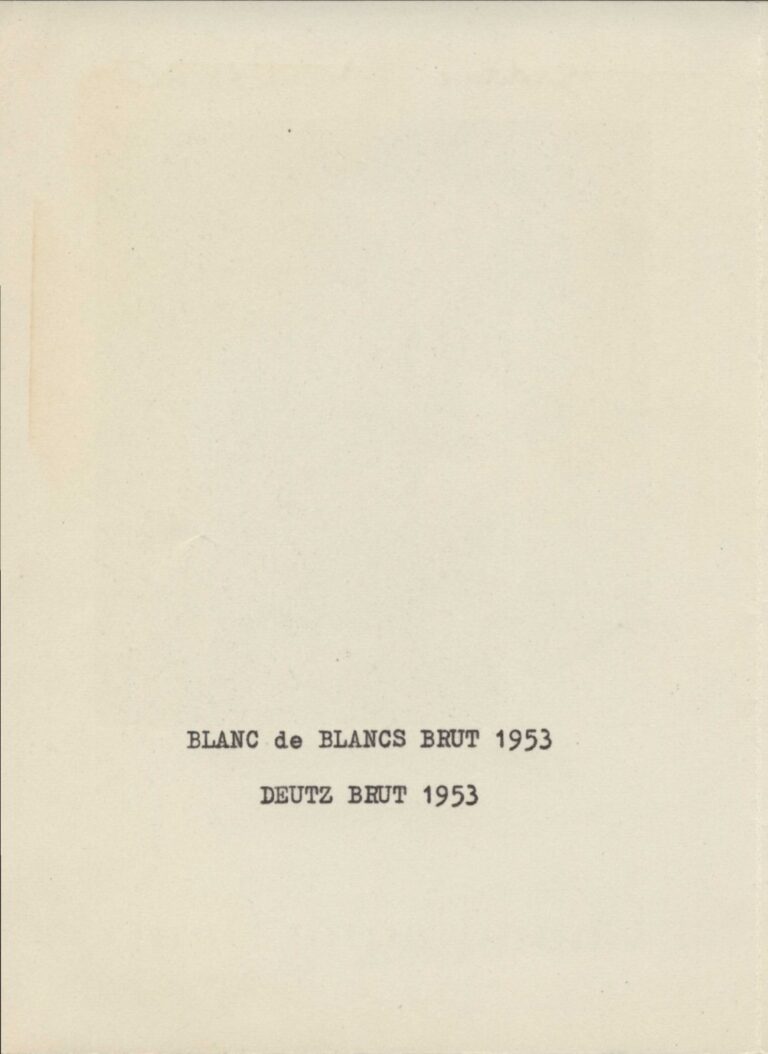 BLANC de BLANCS BRUT 1953
DEUTZ BRUT 1953